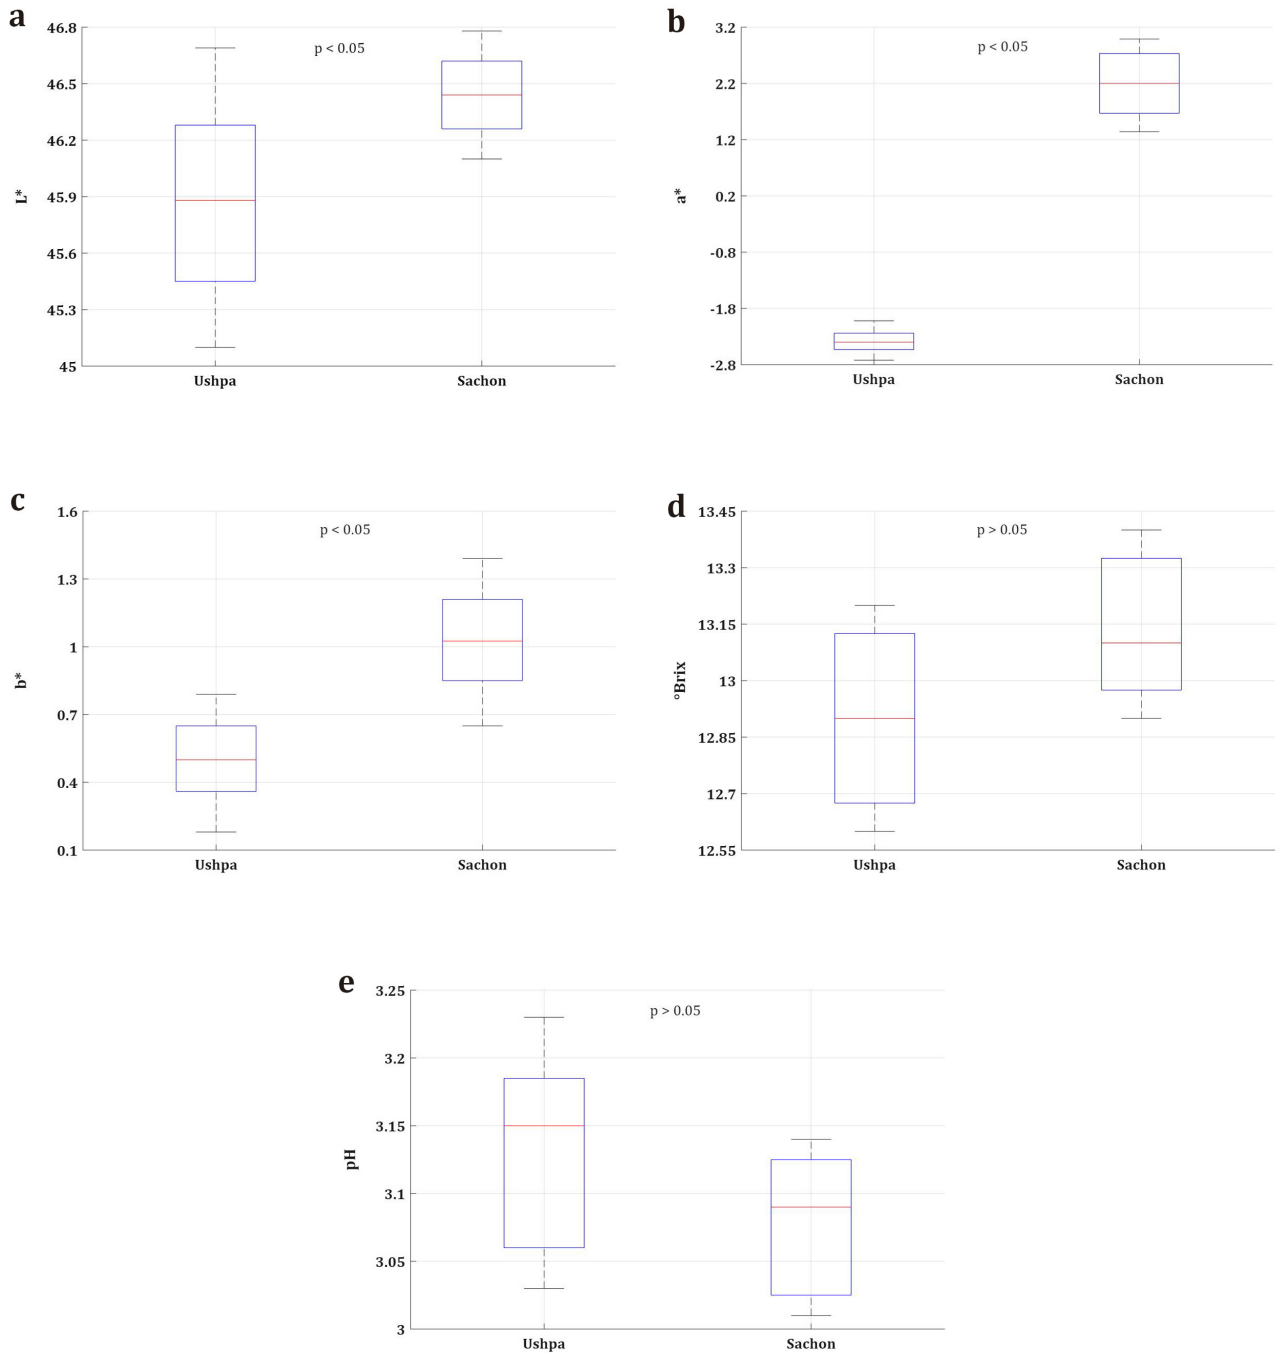 a
46.8
46.5
46.2
45.9
45.6
45.3
45
L*
p < 0.05
Ushpa
Sachon
b
3.2
2.2
1.2
0.2
-0.8
-1.8
-2.8
a*
p < 0.05
Ushpa
Sachon
c
1.6
1.3
1
0.7
0.4
0.1
b*
p < 0.05
Ushpa
Sachon
d
13.45
13.3
13.15
13
12.85
12.7
12.55
°Brix
p > 0.05
Ushpa
Sachon
e
3.25
3.2
3.15
3.1
3.05
3
pH
p > 0.05
Ushpa
Sachon